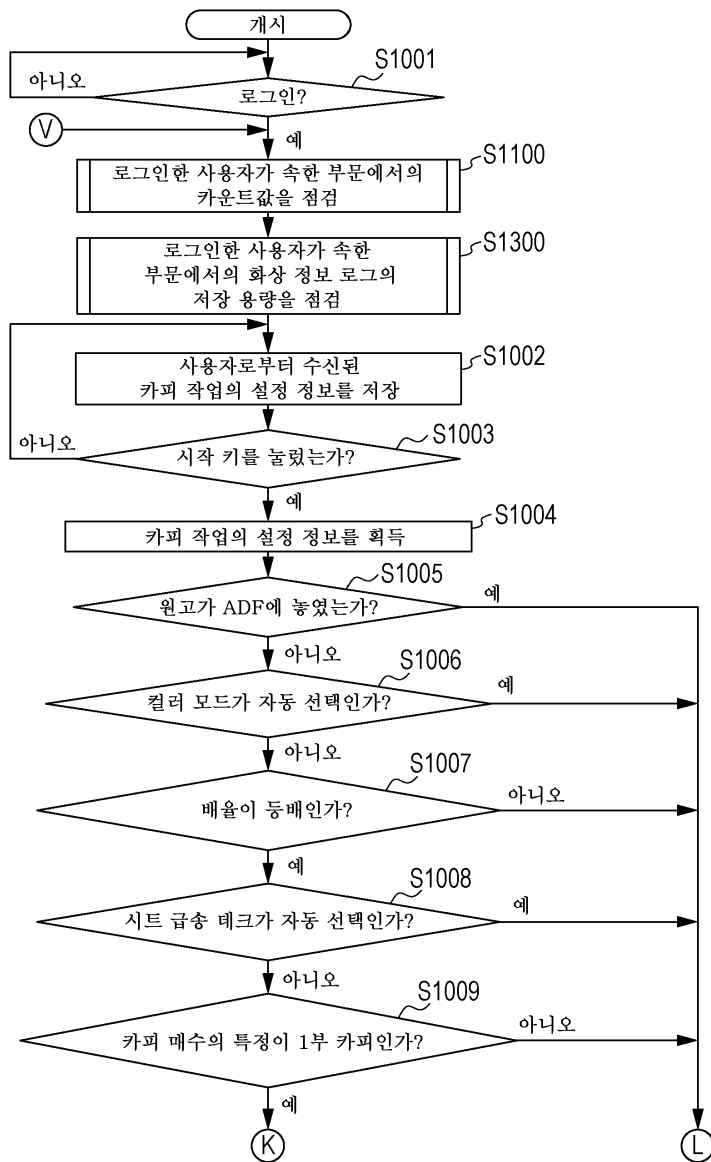 개시
S1001
아니오
로그인?
V
예
S1100
로그인한 사용자가 속한 부문에서의
카운트값을 점검
S1300
로그인한 사용자가 속한
부문에서의 화상 정보 로그의
저장 용량을 점검
S1002
사용자로부터 수신된
카피 작업의 설정 정보를 저장
S1003
아니오
시작 키를 눌렀는가?
예
S1004
카피 작업의 설정 정보를 획득
S1005
원고가 ADF에 놓였는가?
예
아니오
S1006
컬러 모드가 자동 선택인가?
예
아니오
S1007
배율이 등배인가?
아니오
예
S1008
시트 급송 데크가 자동 선택인가?
예
아니오
S1009
카피 매수의 특정이 1부 카피인가?
아니오
예
K
L